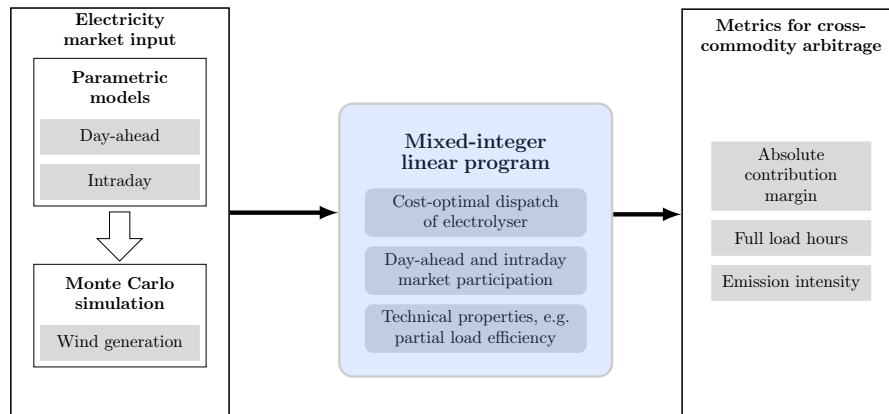 Electricity
market input
Parametric
models
Day-ahead
Intraday
Monte Carlo
simulation
Wind generation
Mixed-integer
linear program
Cost-optimal dispatch
of electrolyser
Day-ahead and intraday
market participation
Technical properties, e.g.
partial load efficiency
Metrics for cross-
commodity arbitrage
Absolute
contribution
margin
Full load hours
Emission intensity